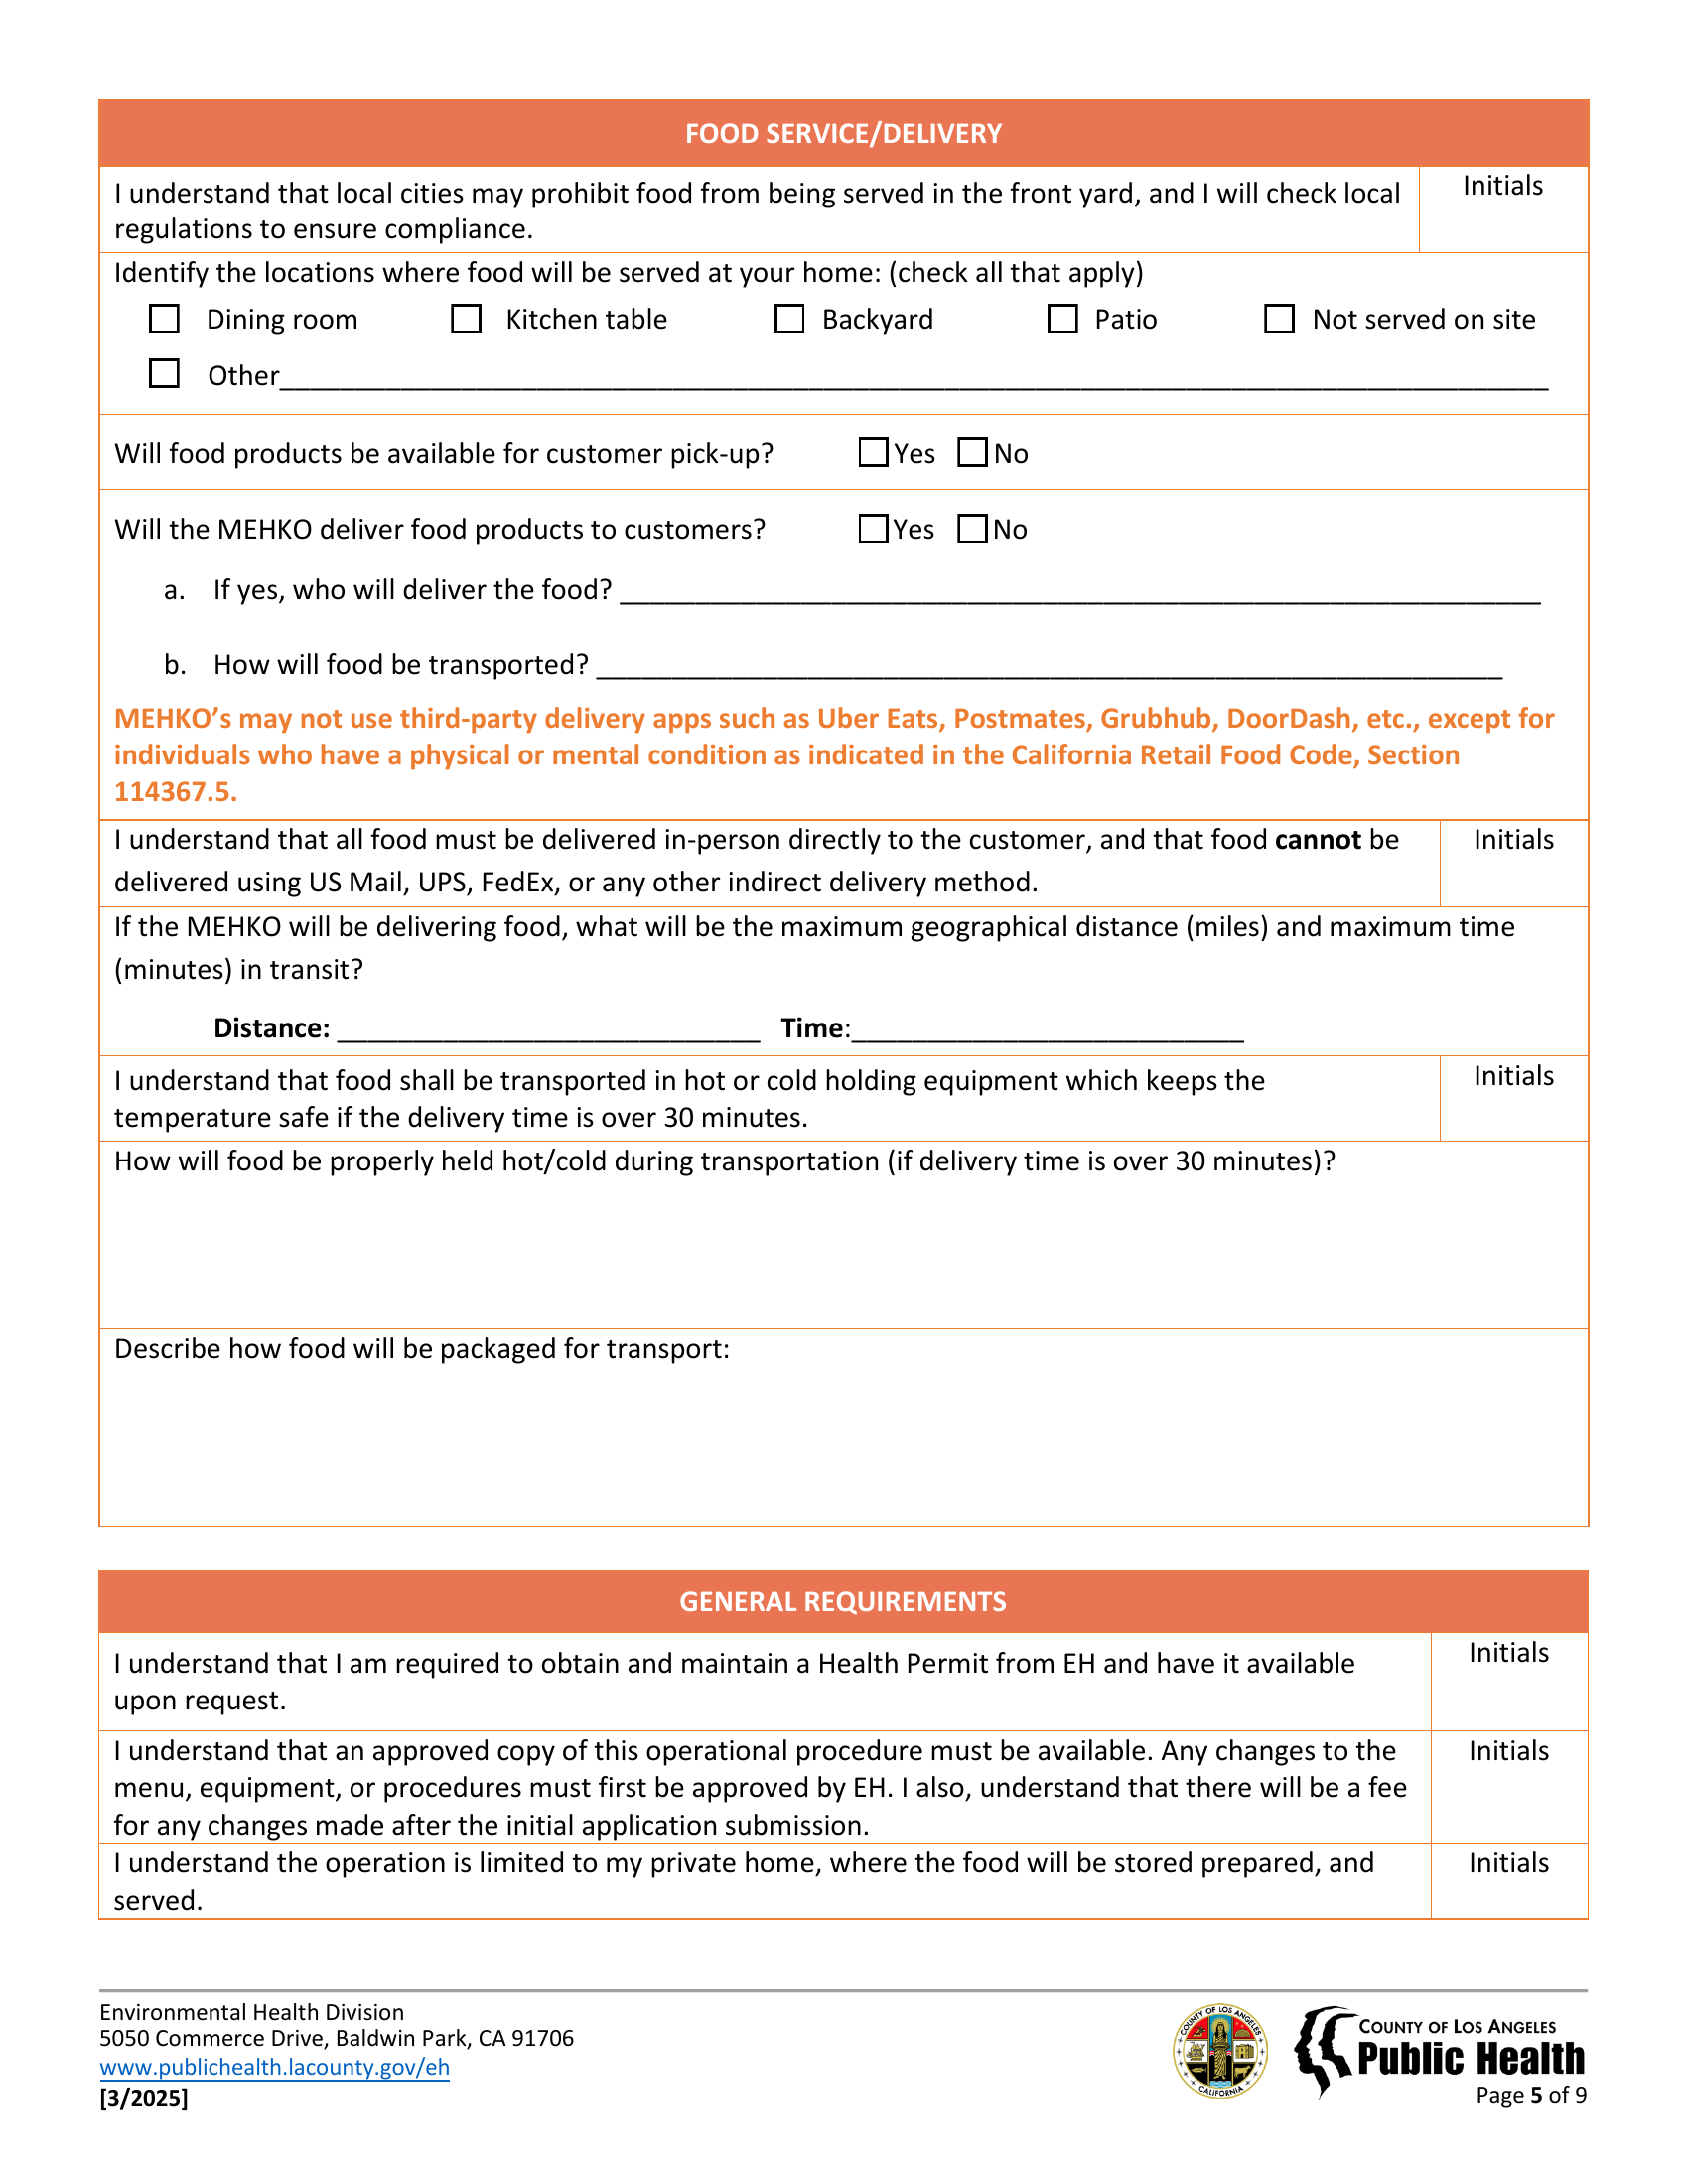 FOOD SERVICE/DELIVERY
I understand that local cities may prohibit food from being served in the front yard, and I will check local
regulations to ensure compliance.
Initials
Identify the locations where food will be served at your home: (check all that apply)
Dining room Kitchen table Backyard Patio Not served on site
Other
Will food products be available for customer pick-up? Yes No
Will the MEHKO deliver food products to customers? Yes No
a. If yes, who will deliver the food?
b. How will food be transported?
MEHKO’s may not use third-party delivery apps such as Uber Eats, Postmates, Grubhub, DoorDash, etc., except for
individuals who have a physical or mental condition as indicated in the California Retail Food Code, Section
114367.5.
I understand that all food must be delivered in-person directly to the customer, and that food cannot be
delivered using US Mail, UPS, FedEx, or any other indirect delivery method.
Initials
If the MEHKO will be delivering food, what will be the maximum geographical distance (miles) and maximum time
(minutes) in transit?
Distance: Time:
I understand that food shall be transported in hot or cold holding equipment which keeps the
temperature safe if the delivery time is over 30 minutes.
Initials
How will food be properly held hot/cold during transportation (if delivery time is over 30 minutes)?
Describe how food will be packaged for transport:
GENERAL REQUIREMENTS
I understand that I am required to obtain and maintain a Health Permit from EH and have it available
upon request.
Initials
I understand that an approved copy of this operational procedure must be available. Any changes to the
menu, equipment, or procedures must first be approved by EH. I also, understand that there will be a fee
for any changes made after the initial application submission.
Initials
I understand the operation is limited to my private home, where the food will be stored prepared, and
served.
Initials
Environmental Health Division
5050 Commerce Drive, Baldwin Park, CA 91706
www.publichealth.lacounty.gov/eh
[3/2025]
COUNTY OF LOS ANGELES
CALIFORNIA
COUNTY OF LOS ANGELES
Public Health
Page 5 of 9